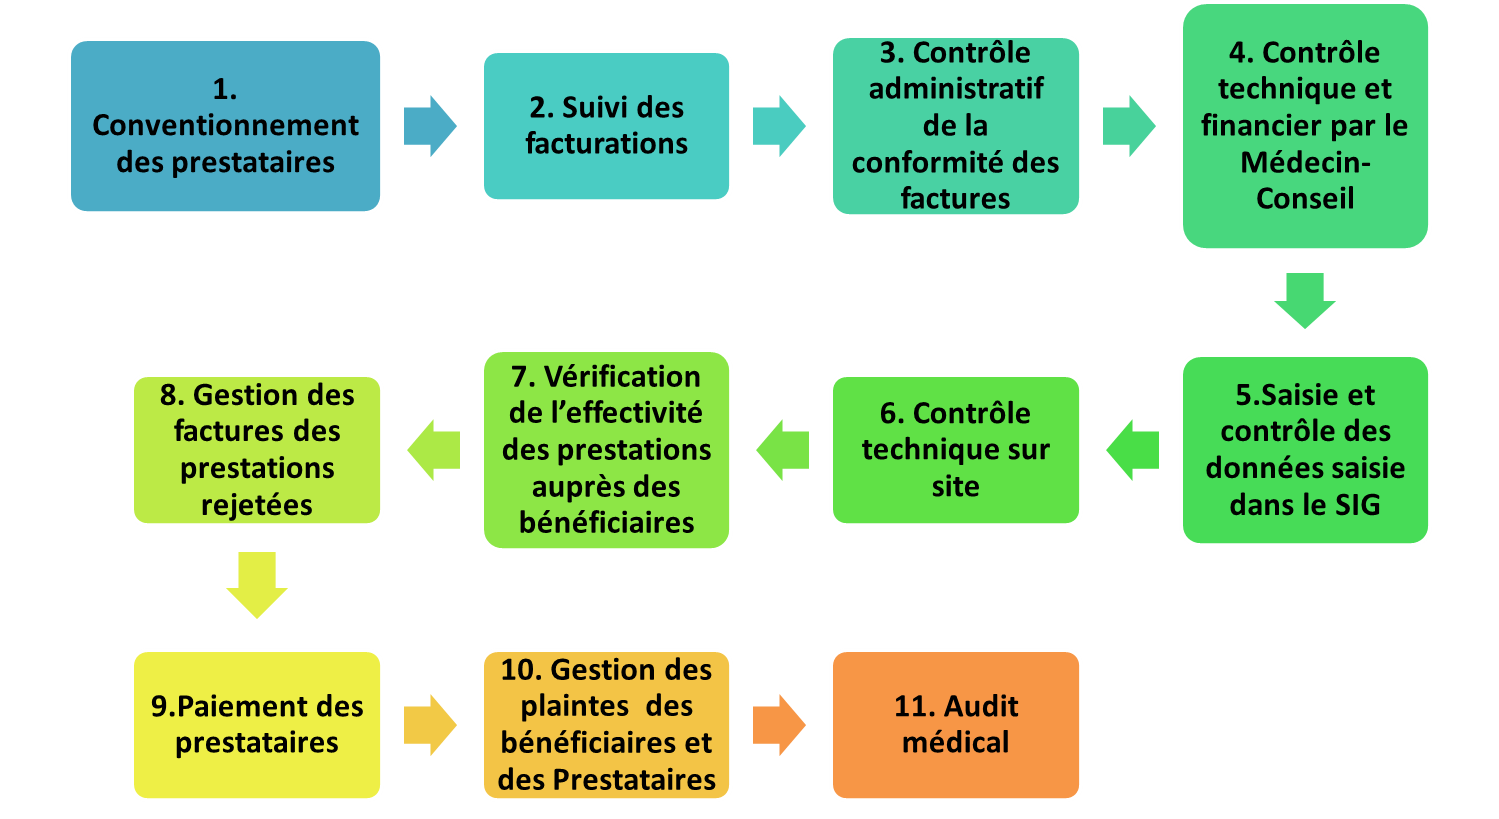 1.
Conventionnement
des prestataires
2. Suivi des
facturations
3. Contrôle
administratif
de la
conformité des
factures
4. Contrôle
technique et
financier par le
Médecin-
Conseil
5.Saisie et
contrôle des
données saisie
dans le SIG
6. Contrôle
technique sur
site
7. Vérification
de l’effectivité
des prestations
auprès des
bénéficiaires
8. Gestion des
factures des
prestations
rejetées
9.Paiement des
prestataires
10. Gestion des
plaintes  des
bénéficiaires et
des Prestataires
11. Audit
médical